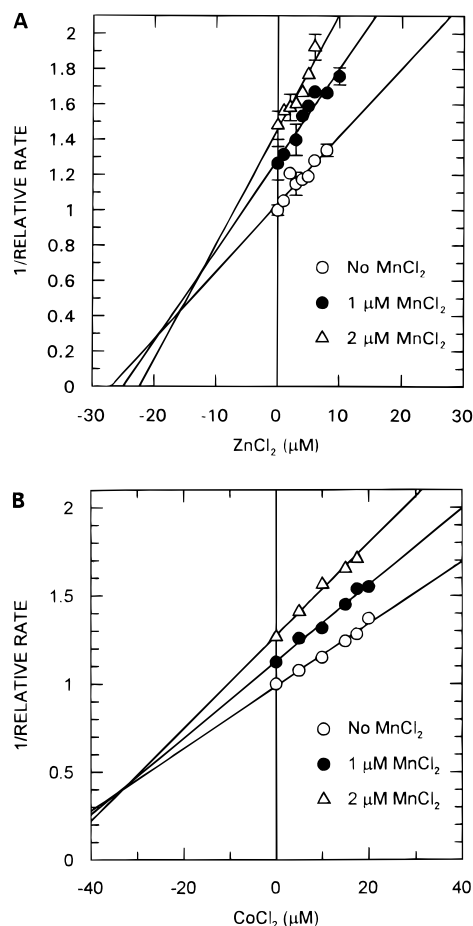 A
1/RELATIVE RATE
2
1.8
1.6
1.4
1.2
1
0.8
0.6
0.4
0.2
0
No MnCl₂
1 μM MnCl₂
2 μM MnCl₂
-30 -20 -10 0 10 20 30
ZnCl₂ (μM)
B
1/RELATIVE RATE
2
1.5
1
0.5
0
No MnCl₂
1 μM MnCl₂
2 μM MnCl₂
-40 -20 0 20 40
CoCl₂ (μM)